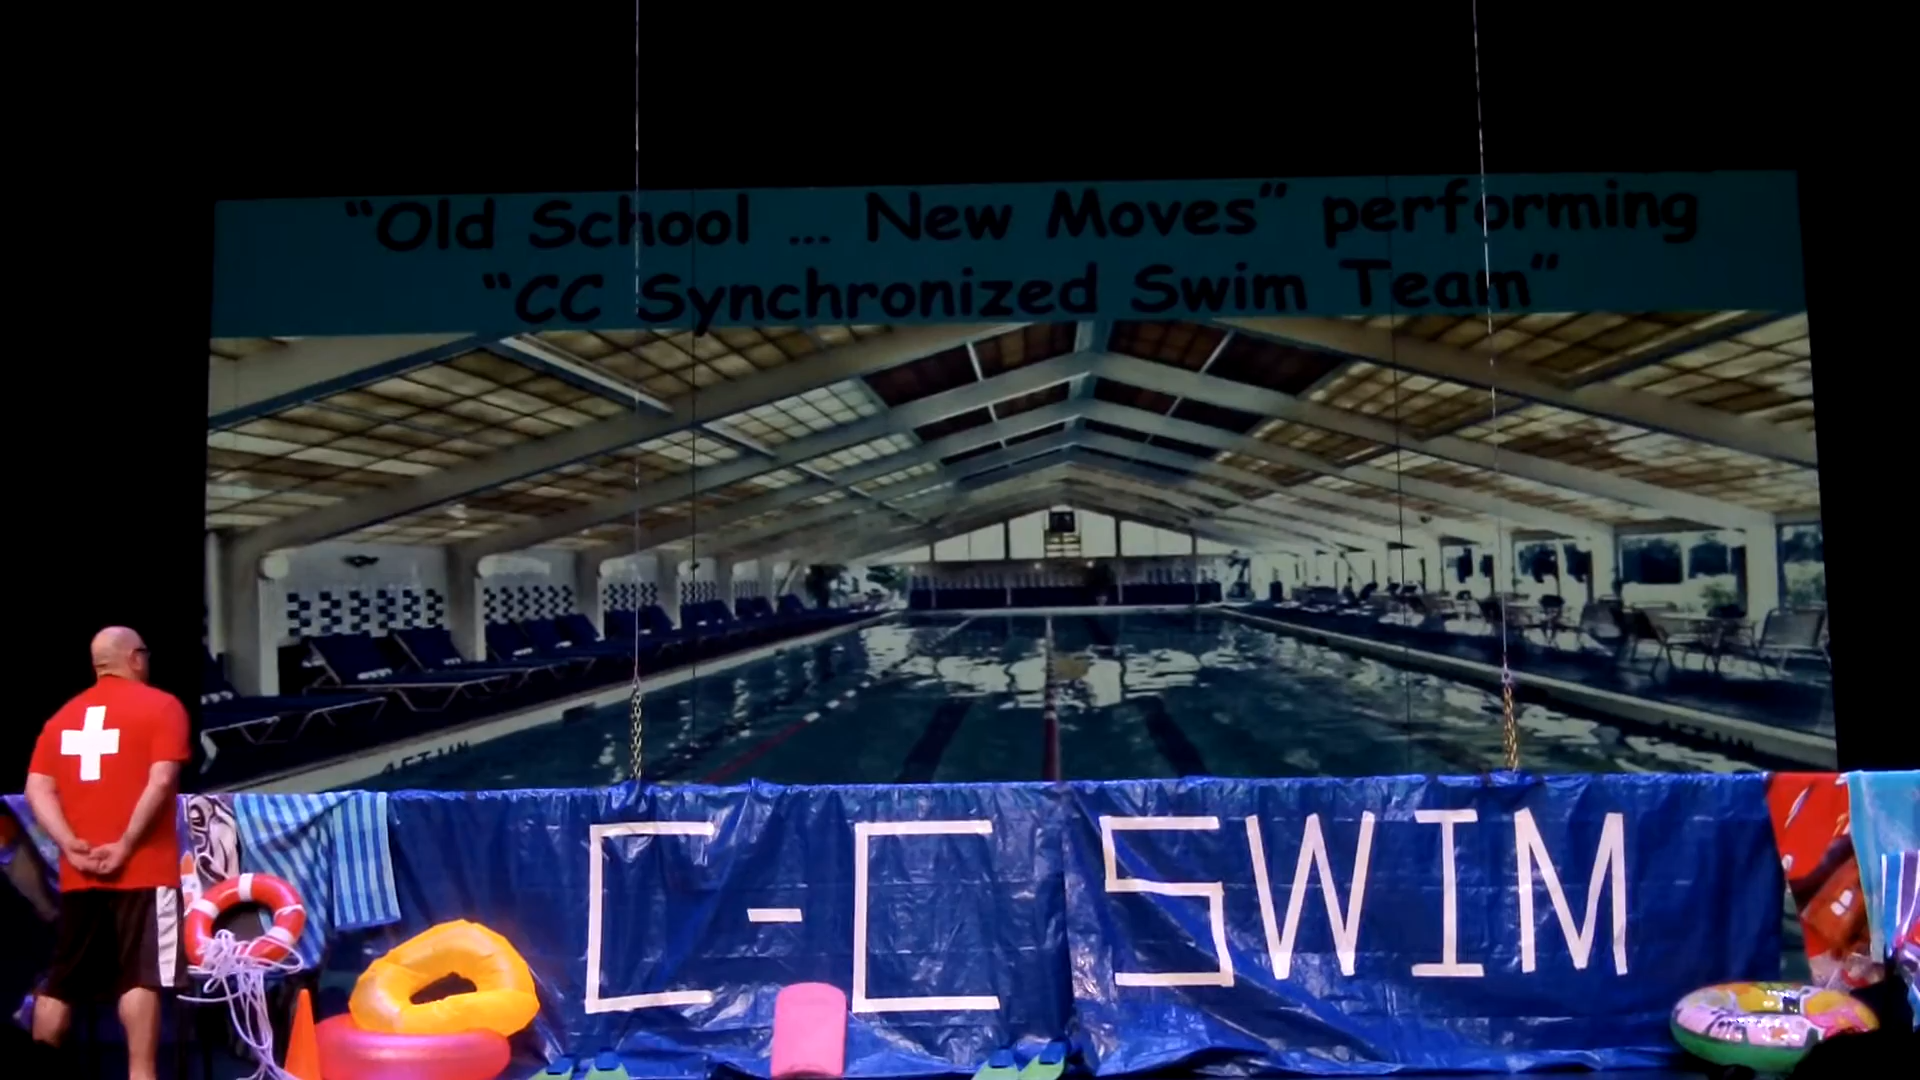 “Old School ... New Moves” performing
“CC Synchronized Swim Team”
C-C SWIM